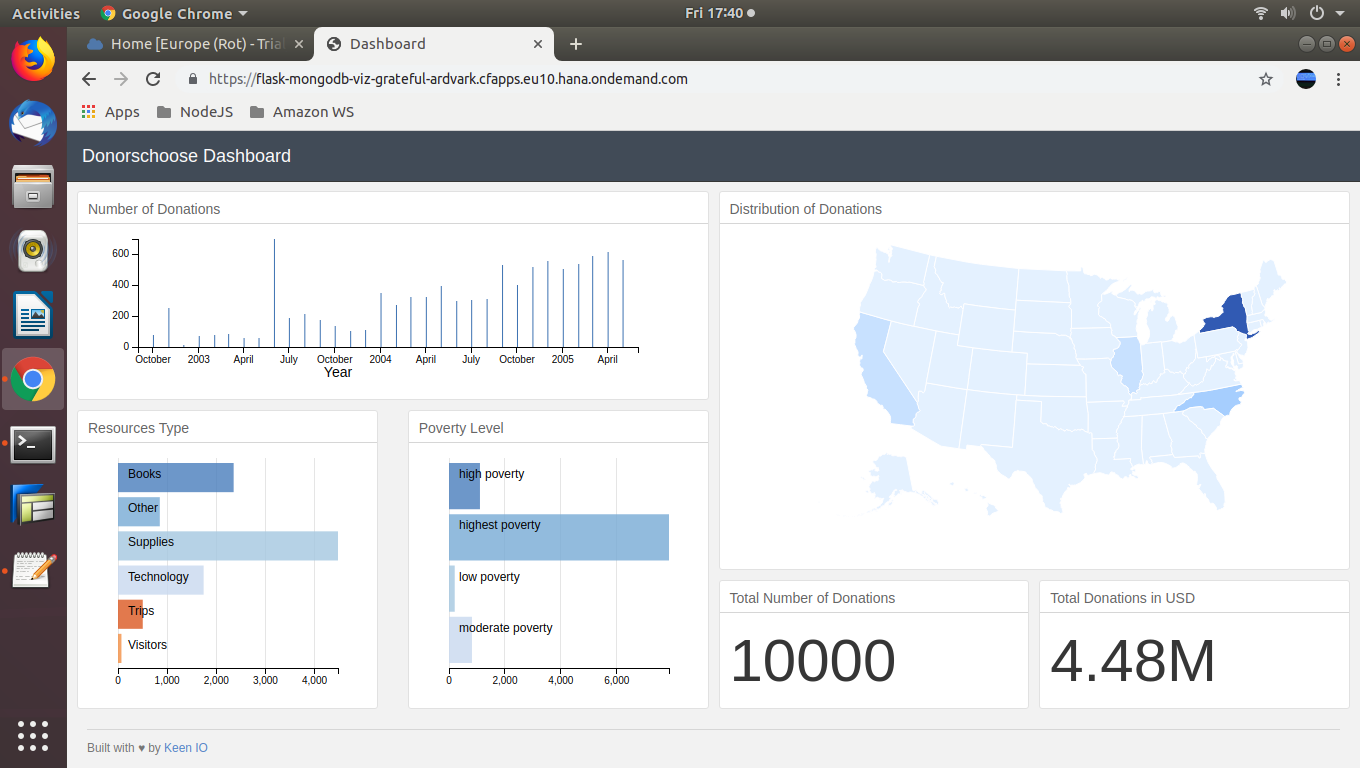 Activities Google Chrome Fri 17:40
Home [Europe (Rot) - Tria Dashboard
https://flask-mongodb-viz-grateful-ardvark.cfapps.eu10.hana.ondemand.com
Apps NodeJS Amazon WS
Donorschoose Dashboard
Number of Donations
600
400
200
0
October 2003 April July October 2004 April July October 2005 April
Year
Distribution of Donations
Resources Type
Books
Other
Supplies
Technology
Trips
Visitors
0 1,000 2,000 3,000 4,000
Poverty Level
high poverty
highest poverty
low poverty
moderate poverty
0 2,000 4,000 6,000
Total Number of Donations
10000
Total Donations in USD
4.48M
Built with ♥ by Keen IO